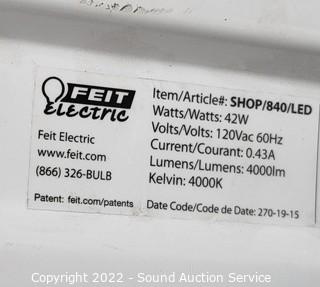 FEIT
Electric
Feit Electric
www.feit.com
(866) 326-BULB
Patent: feit.com/patents
Item/Article#: SHOP/840/LED
Watts/Watts: 42W
Volts/Volts: 120Vac 60Hz
Current/Courant: 0.43A
Lumens/Lumens: 4000lm
Kelvin: 4000K
Date Code/Code de Date: 270-19-15
Copyright 2022 - Sound Auction Service